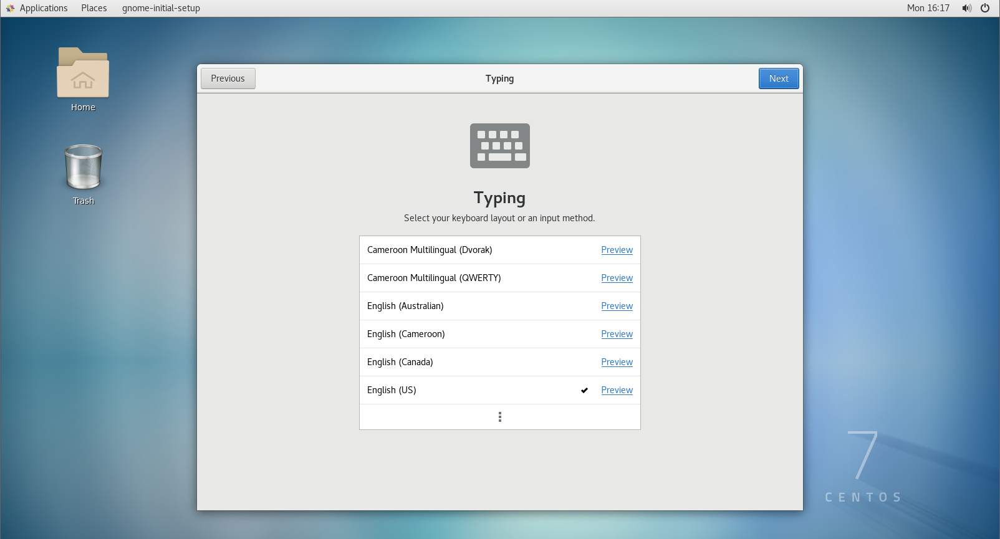 Applications Places gnome-initial-setup Mon 16:17
Previous Typing Next
Home
Trash
Typing
Select your keyboard layout or an input method.
Cameroon Multilingual (Dvorak) Preview
Cameroon Multilingual (QWERTY) Preview
English (Australian) Preview
English (Cameroon) Preview
English (Canada) Preview
English (US) Preview
7
CENTOS